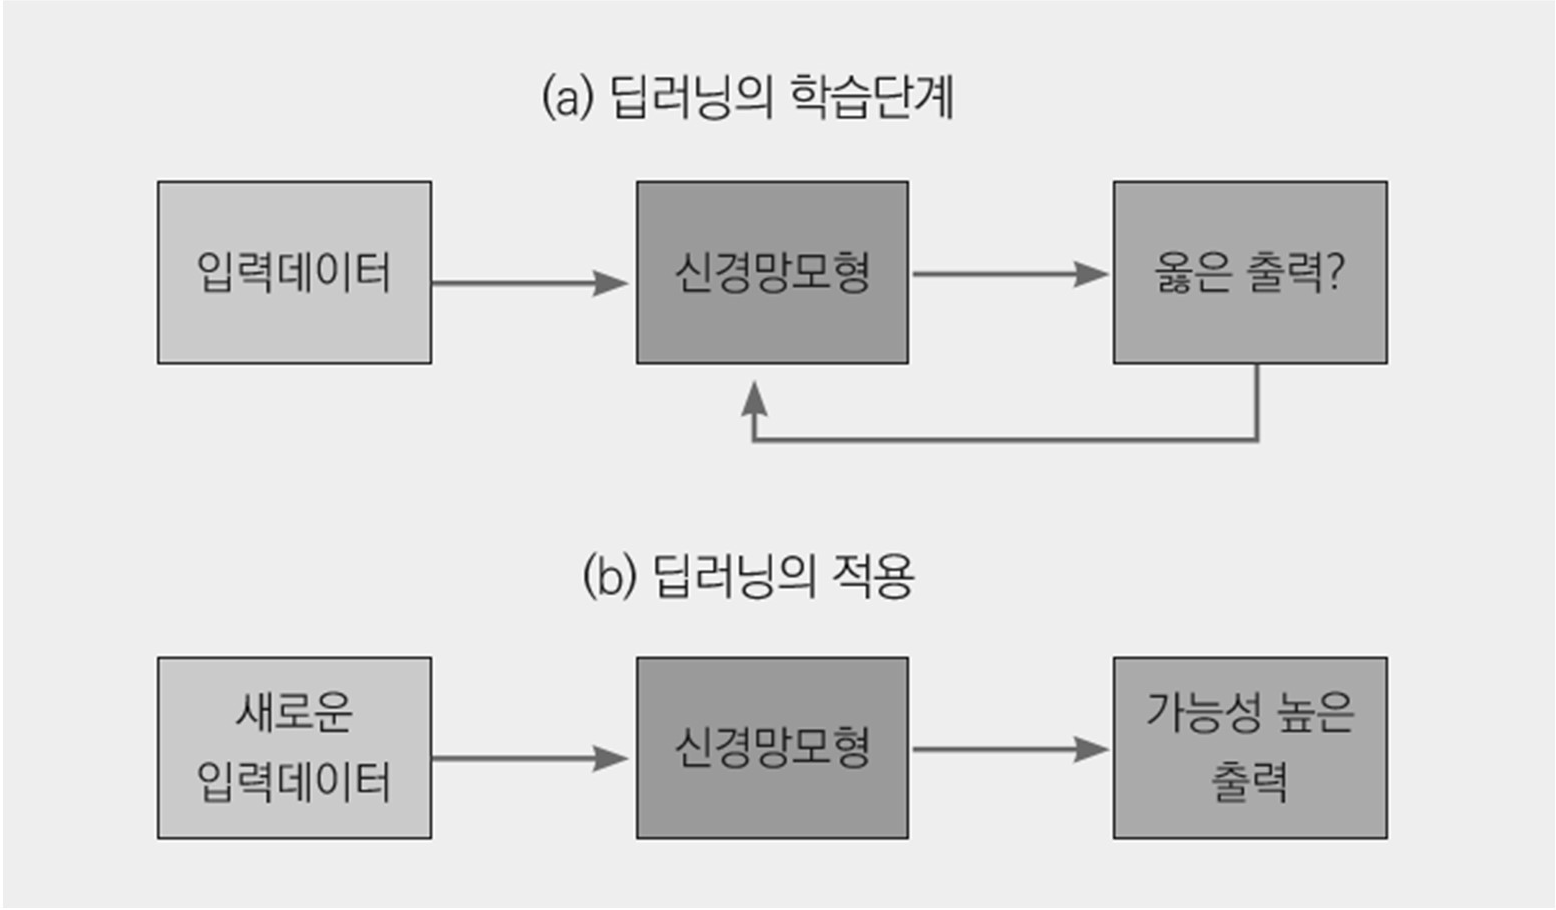 (a) 딥러닝의 학습단계
입력데이터
신경망모형
옳은 출력?
(b) 딥러닝의 적용
새로운
입력데이터
신경망모형
가능성 높은
출력